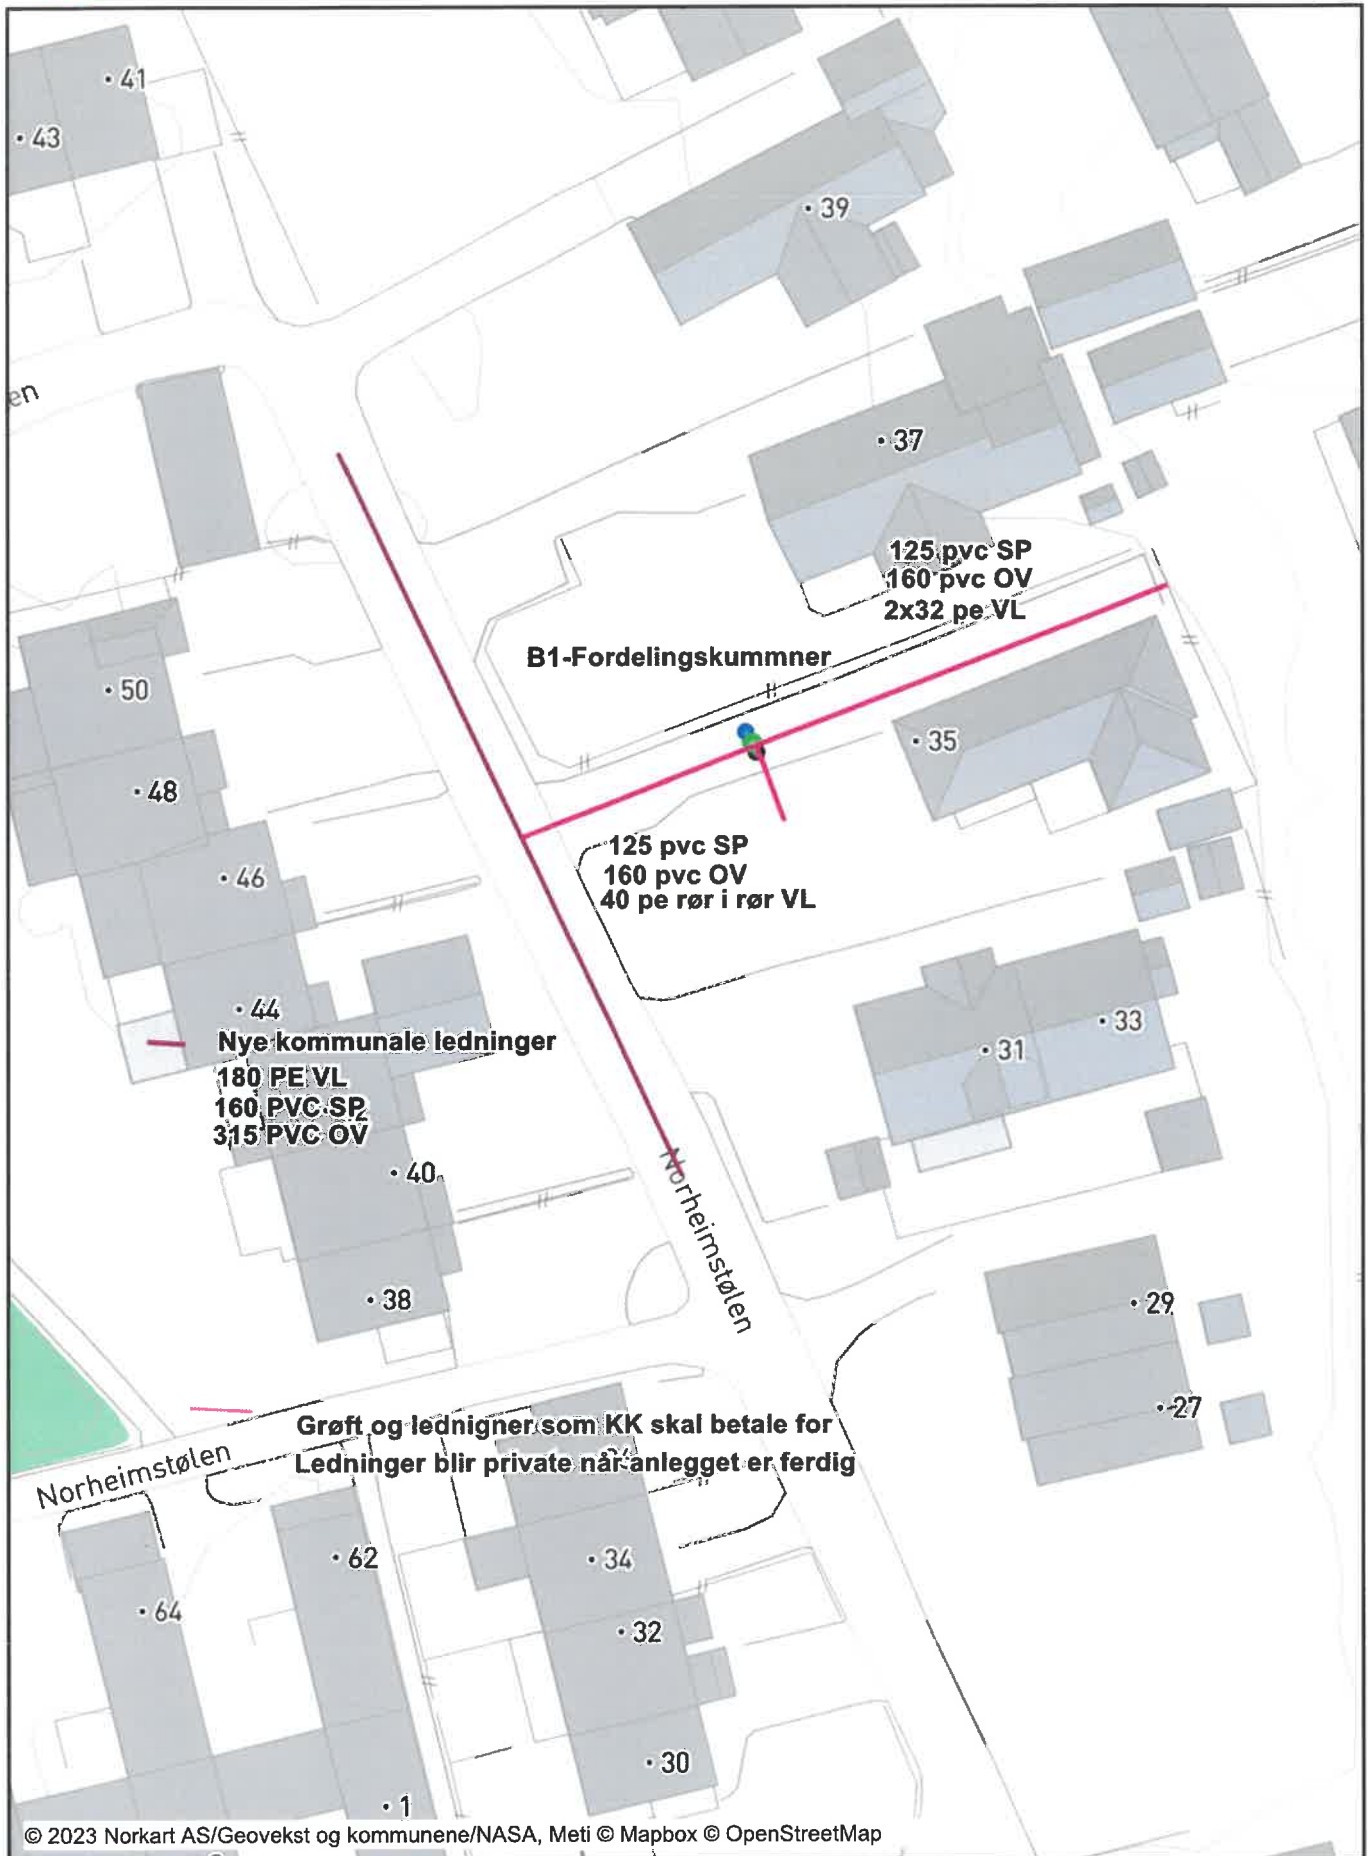 41
43
39
en
37
125 pvc SP
160 pvc OV
2x32 pe VL
B1-Fordelingskummner
50
35
48
125 pvc SP
160 pvc OV
40 pe rør i rør VL
46
44
33
31
Nye kommunale ledninger
180 PE VL
160 PVC SP
315 PVC OV
40
Norheimstølen
38
29
27
Grøft og lednigner som KK skal betale for
Ledninger blir private når anlegget er ferdig
Norheimstølen
62
34
64
32
30
1
© 2023 Norkart AS/Geovekst og kommunene/NASA, Meti © Mapbox © OpenStreetMap